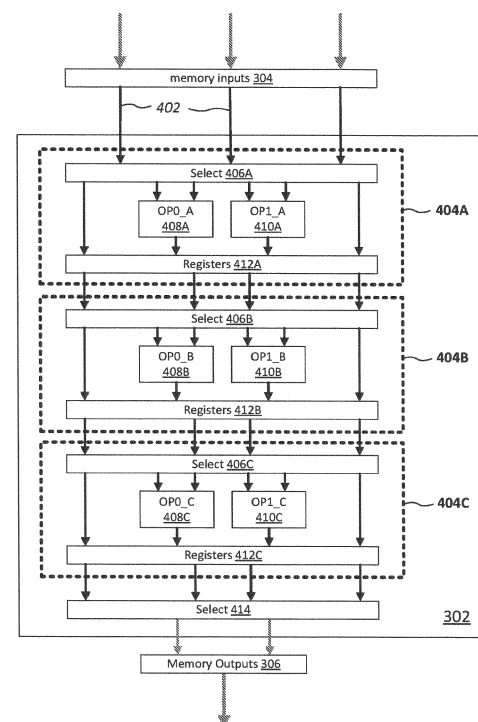 memory inputs 304
402
Select 406A
OP0_A
408A
OP1_A
410A
404A
Registers 412A
Select 406B
OP0_B
408B
OP1_B
410B
404B
Registers 412B
Select 406C
OP0_C
408C
OP1_C
410C
404C
Registers 412C
Select 414
302
Memory Outputs 306